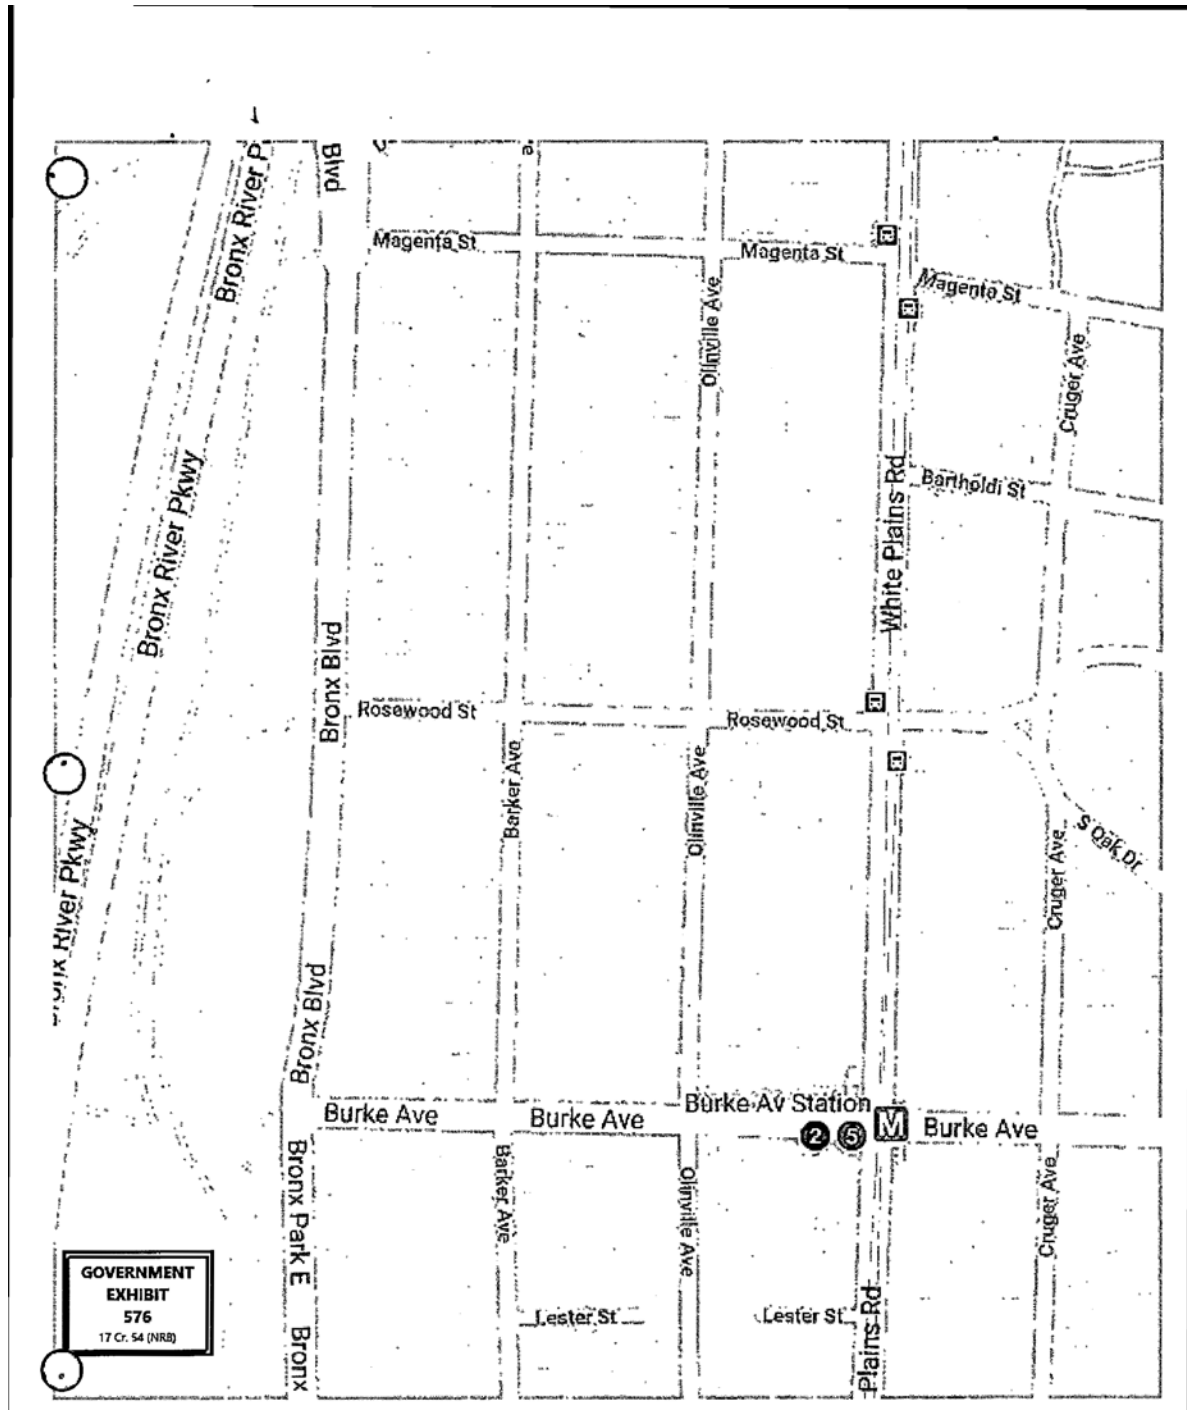 Blvd
Bronx River P
Magenta St
Magenta St
Magenta St
Olinville Ave
Cruger Ave
Bronx River Pkwy
White Plains Rd
Bartholdi St
Bronx Blvd
Rosewood St
Rosewood St
Barker Ave
Olinville Ave
S Oak Dr
Cruger Ave
Bronx River Pkwy
Bronx Blvd
Burke Av Station
Burke Ave
Burke Ave
2 5 M
Burke Ave
Bronx Park E
Barker Ave
Olinville Ave
Cruger Ave
Plains Rd
Lester St
Lester St
Bronx
GOVERNMENT
EXHIBIT
576
17 Cr. 54 (NRB)